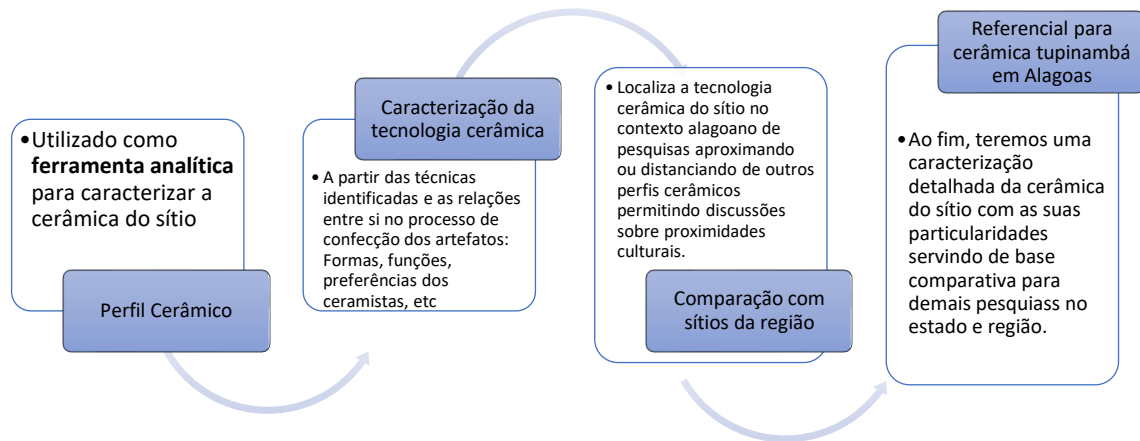 •Utilizado como
ferramenta analítica
para caracterizar a
cerâmica do sítio
Perfil Cerâmico
Caracterização da
tecnologia cerâmica
•A partir das técnicas
identificadas e as relações
entre si no processo de
confecção dos artefatos:
Formas, funções,
preferências dos
ceramistas, etc
•Localiza a tecnologia
cerâmica do sítio no
contexto alagoano de
pesquisas aproximando
ou distanciando de outros
perfis cerâmicos
permitindo discussões
sobre proximidades
culturais.
Comparação com
sítios da região
Referencial para
cerâmica tupinambá
em Alagoas
•Ao fim, teremos uma
caracterização
detalhada da cerâmica
do sítio com as suas
particularidades
servindo de base
comparativa para
demais pesquiass no
estado e região.